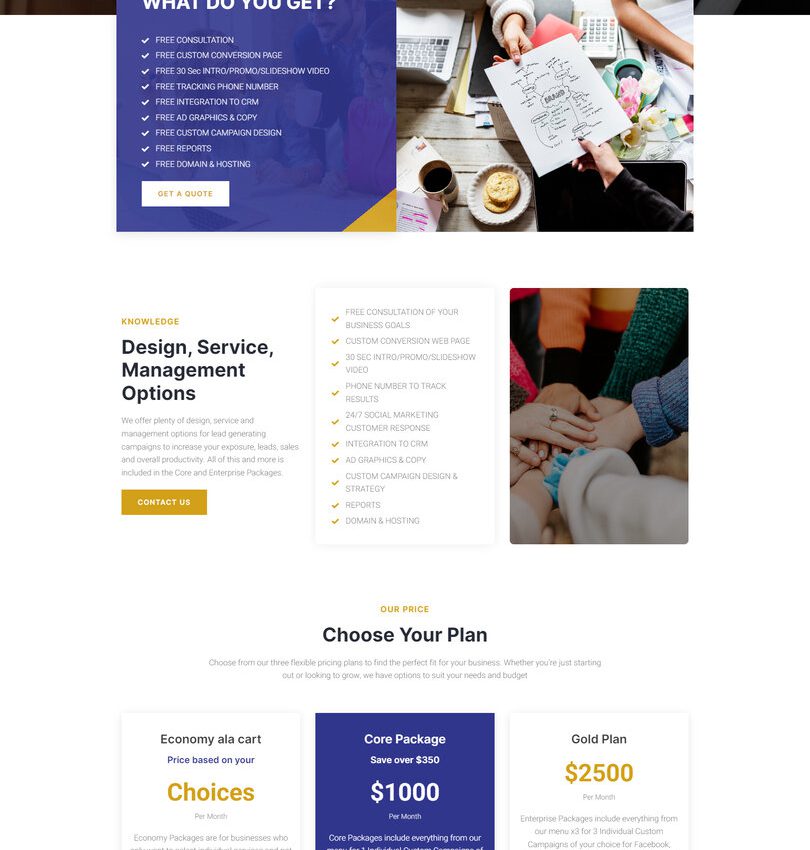 WHAT DO YOU GET?
FREE CONSULTATION
FREE CUSTOM CONVERSION PAGE
FREE 30 Sec INTRO/PROMO/SLIDESHOW VIDEO
FREE TRACKING PHONE NUMBER
FREE INTEGRATION TO CRM
FREE AD GRAPHICS & COPY
FREE CUSTOM CAMPAIGN DESIGN
FREE REPORTS
FREE DOMAIN & HOSTING
GET A QUOTE
BRAND
KNOWLEDGE
Design, Service,
Management
Options
We offer plenty of design, service and
management options for lead generating
campaigns to increase your exposure, leads, sales
and overall productivity. All of this and more is
included in the Core and Enterprise Packages.
CONTACT US
FREE CONSULTATION OF YOUR
BUSINESS GOALS
CUSTOM CONVERSION WEB PAGE
30 SEC INTRO/PROMO/SLIDESHOW
VIDEO
PHONE NUMBER TO TRACK
RESULTS
24/7 SOCIAL MARKETING
CUSTOMER RESPONSE
INTEGRATION TO CRM
AD GRAPHICS & COPY
CUSTOM CAMPAIGN DESIGN &
STRATEGY
REPORTS
DOMAIN & HOSTING
OUR PRICE
Choose Your Plan
Choose from our three flexible pricing plans to find the perfect fit for your business. Whether you're just starting
out or looking to grow, we have options to suit your needs and budget
Economy ala cart
Price based on your
Choices
Per Month
Economy Packages are for businesses who
Core Package
Save over $350
$1000
Per Month
Core Packages include everything from our
menu for 1 Individual Custom Campaigns of
Gold Plan
$2500
Per Month
Enterprise Packages include everything from
our menu x3 for 3 Individual Custom
Campaigns of your choice for Facebook,